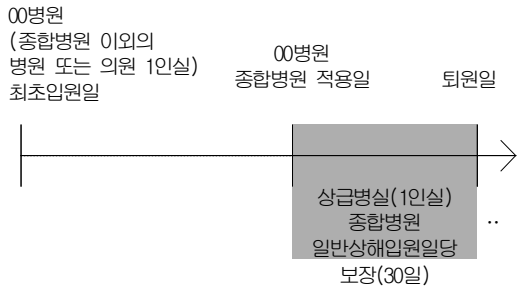 00병원
(종합병원 이외의
병원 또는 의원 1인실)
최초입원일
00병원
종합병원 적용일
퇴원일
상급병실(1인실)
종합병원
일반상해입원일당
보장(30일)
..